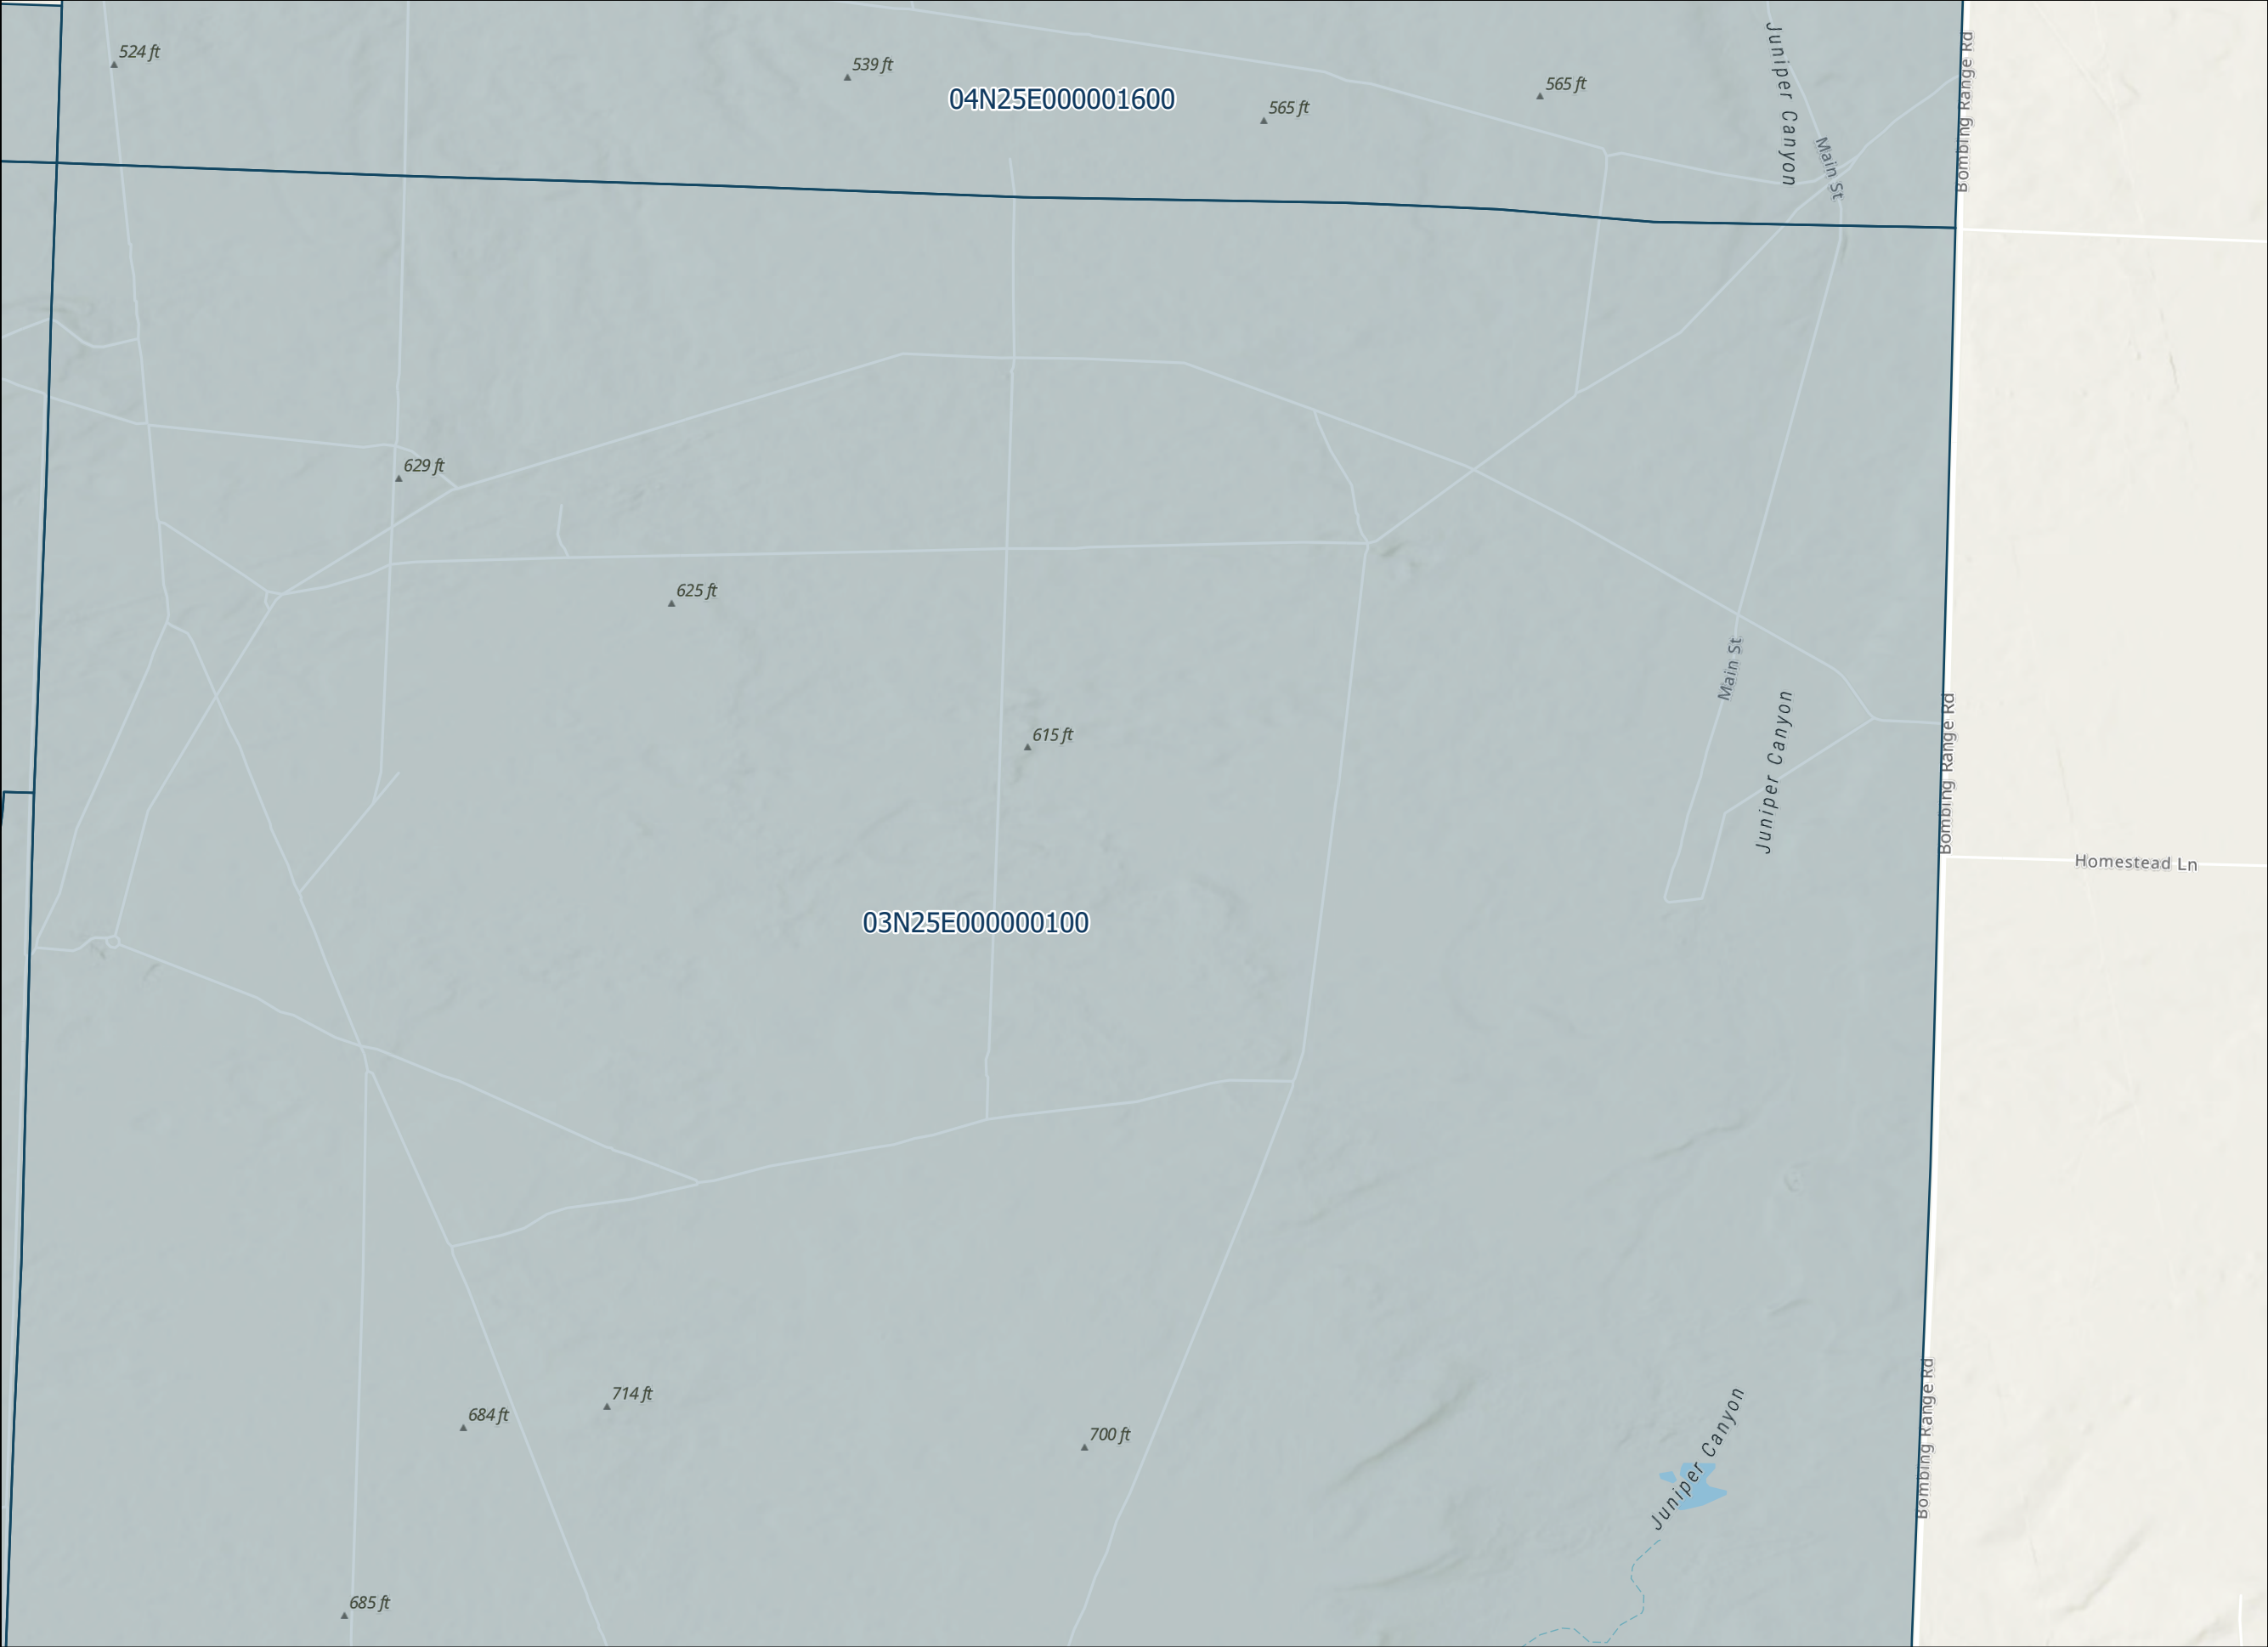 524 ft
539 ft
565 ft
565 ft
04N25E000001600
Juniper Canyon
Main St
Bombing Range Rd
629 ft
625 ft
615 ft
Main St
Juniper Canyon
Bombing Range Rd
Homestead Ln
03N25E000000100
714 ft
684 ft
700 ft
Juniper Canyon
Bombing Range Rd
685 ft